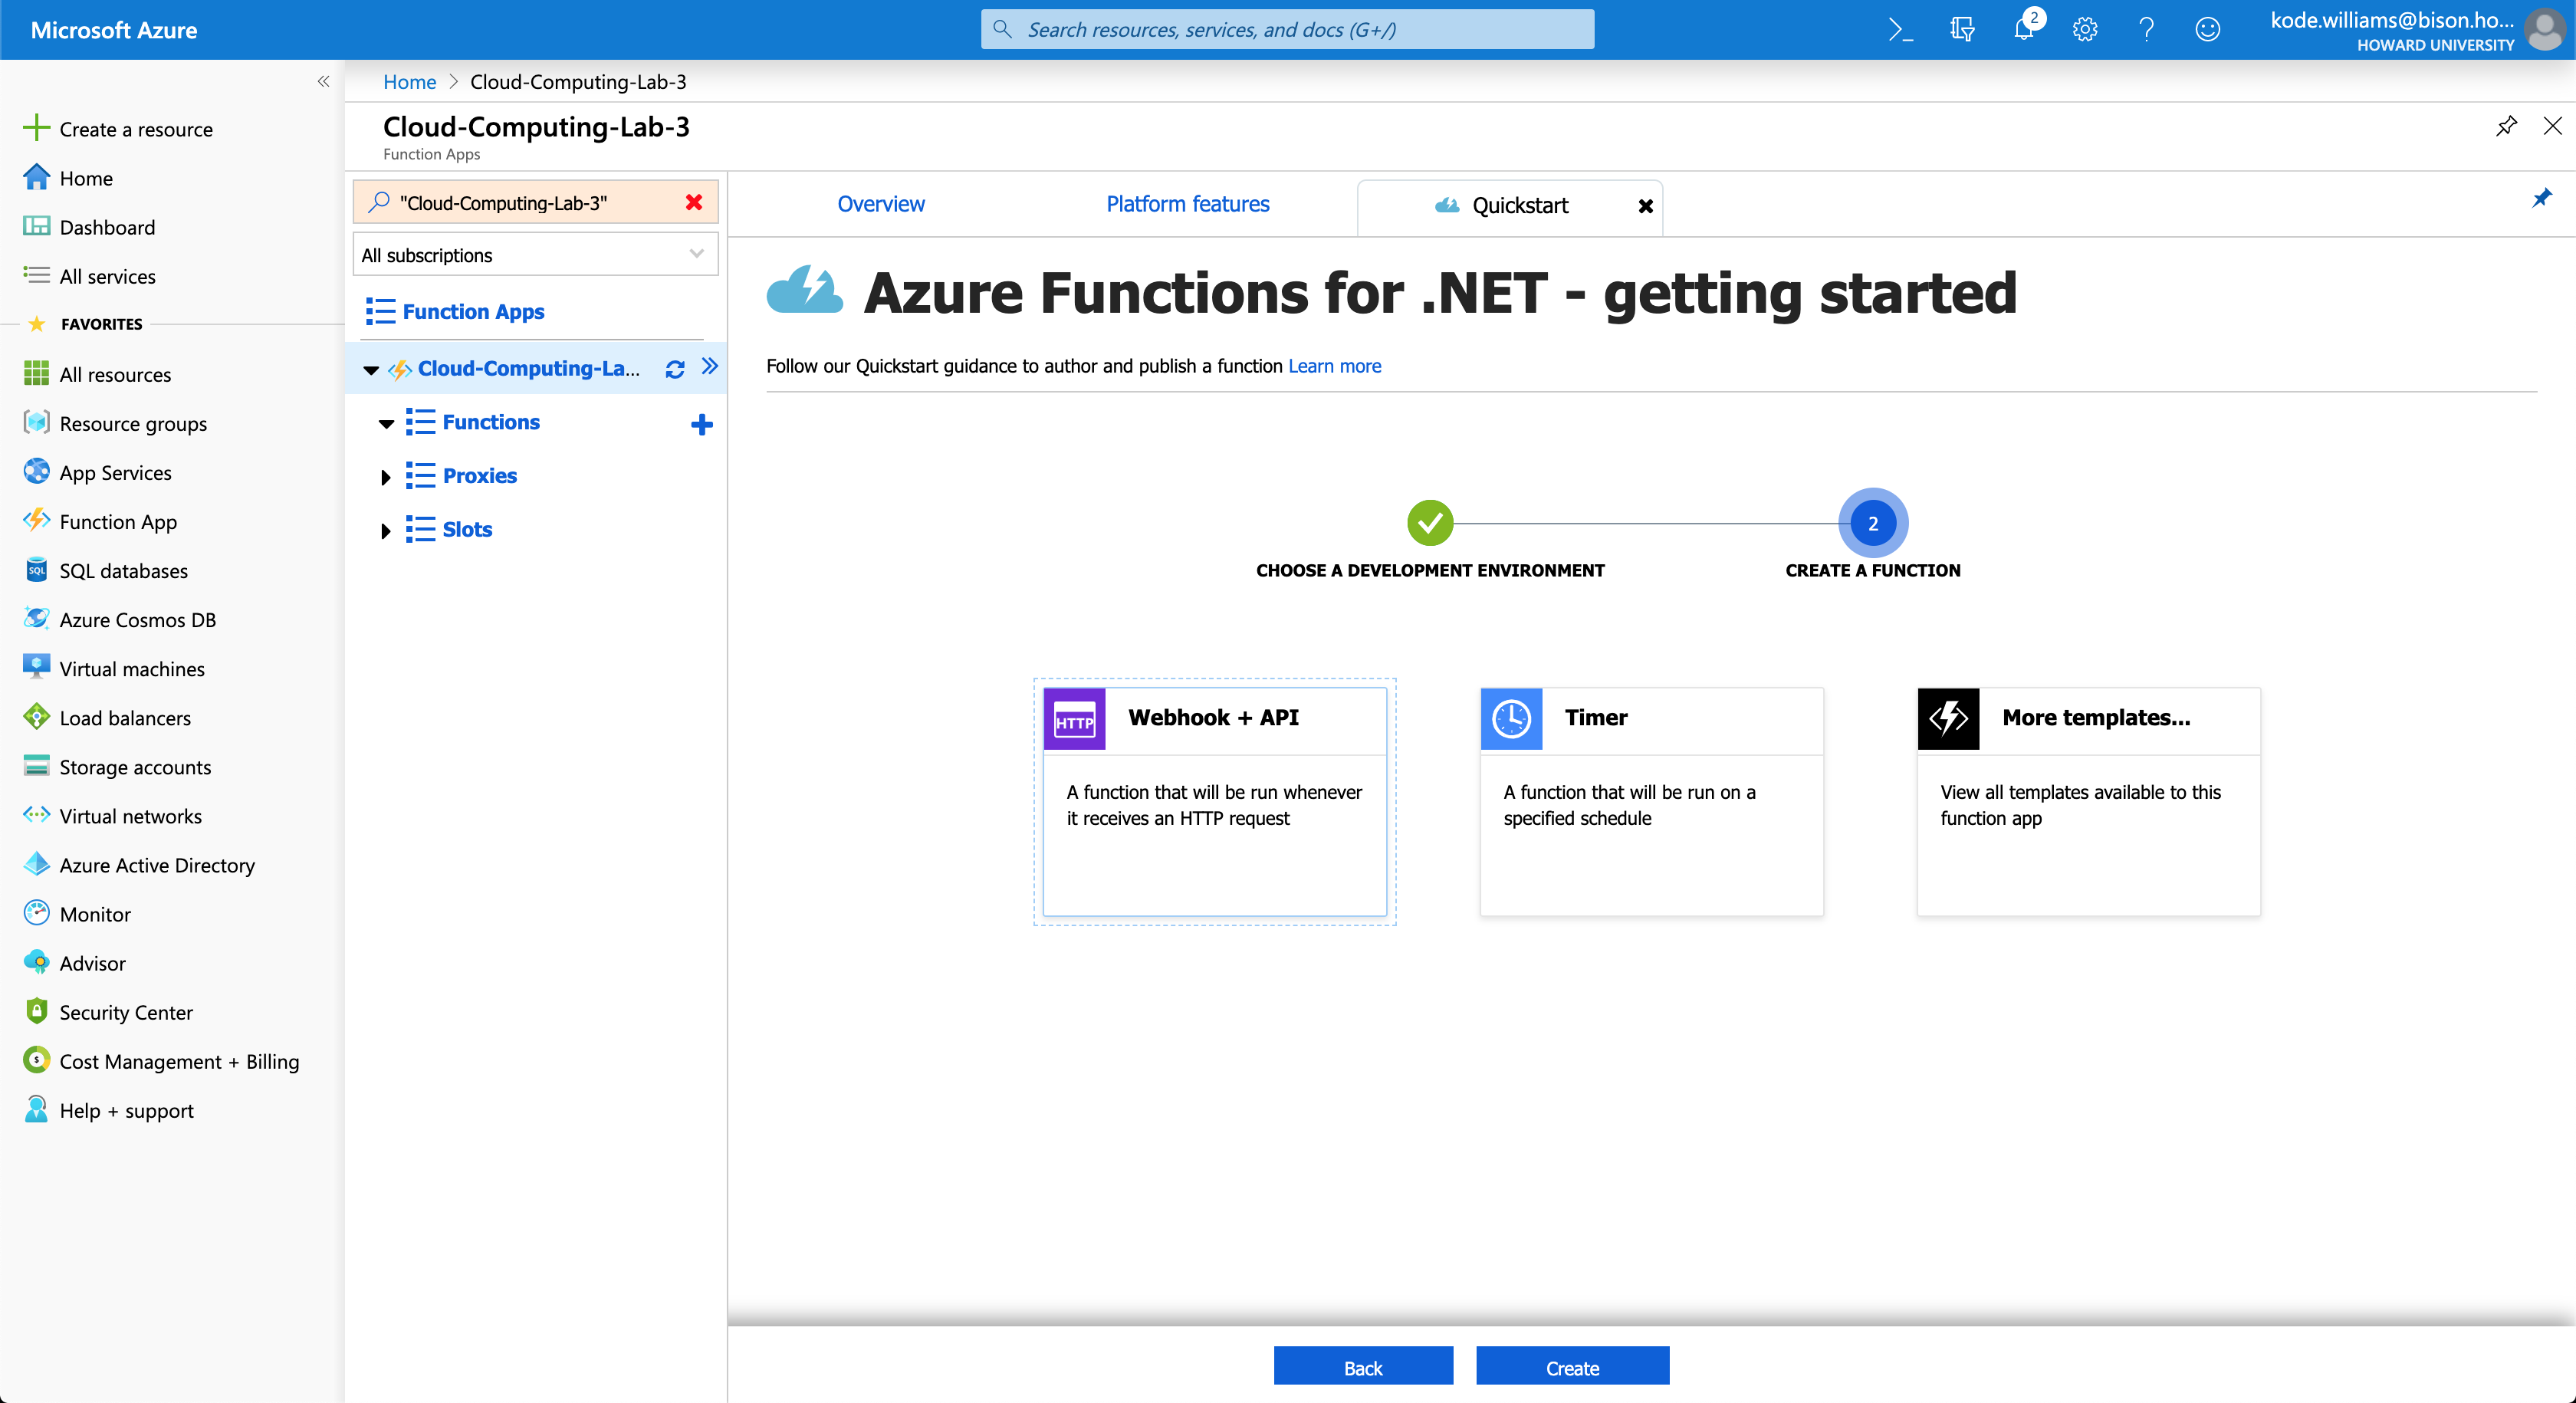 Microsoft Azure
Search resources, services, and docs (G+/)
2
kode.williams@bison.ho...
HOWARD UNIVERSITY
Create a resource
Home
Dashboard
All services
FAVORITES
All resources
Resource groups
App Services
Function App
SQL
SQL databases
Azure Cosmos DB
Virtual machines
Load balancers
Storage accounts
Virtual networks
Azure Active Directory
Monitor
Advisor
Security Center
Cost Management + Billing
Help + support
Home > Cloud-Computing-Lab-3
Cloud-Computing-Lab-3
Function Apps
"Cloud-Computing-Lab-3"
All subscriptions
Function Apps
Cloud-Computing-La...
Functions
Proxies
Slots
Overview
Platform features
Quickstart
Azure Functions for .NET - getting started
Follow our Quickstart guidance to author and publish a function Learn more
2
CHOOSE A DEVELOPMENT ENVIRONMENT
CREATE A FUNCTION
HTTP
Webhook + API
A function that will be run whenever
it receives an HTTP request
Timer
A function that will be run on a
specified schedule
More templates...
View all templates available to this
function app
Back
Create